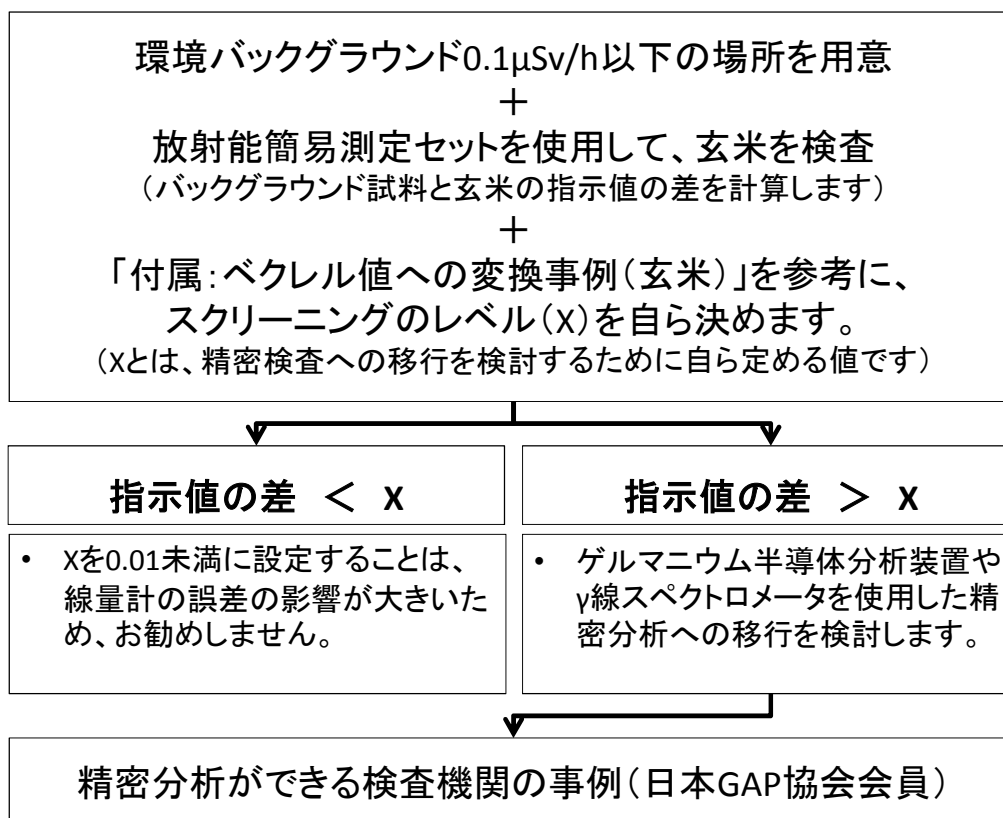 環境バックグラウンド0.1μSv/h以下の場所を用意
＋
放射能簡易測定セットを使用して、玄米を検査
（バックグラウンド試料と玄米の指示値の差を計算します）
＋
「付属：ベクレル値への変換事例（玄米）」を参考に、
スクリーニングのレベル（X）を自ら決めます。
（Xとは、精密検査への移行を検討するために自ら定める値です）
指示値の差 ＜ X
指示値の差 ＞ X
• Xを0.01未満に設定することは、
線量計の誤差の影響が大きいた
め、お勧めしません。
• ゲルマニウム半導体分析装置や
γ線スペクトロメータを使用した精
密分析への移行を検討します。
精密分析ができる検査機関の事例（日本GAP協会会員）